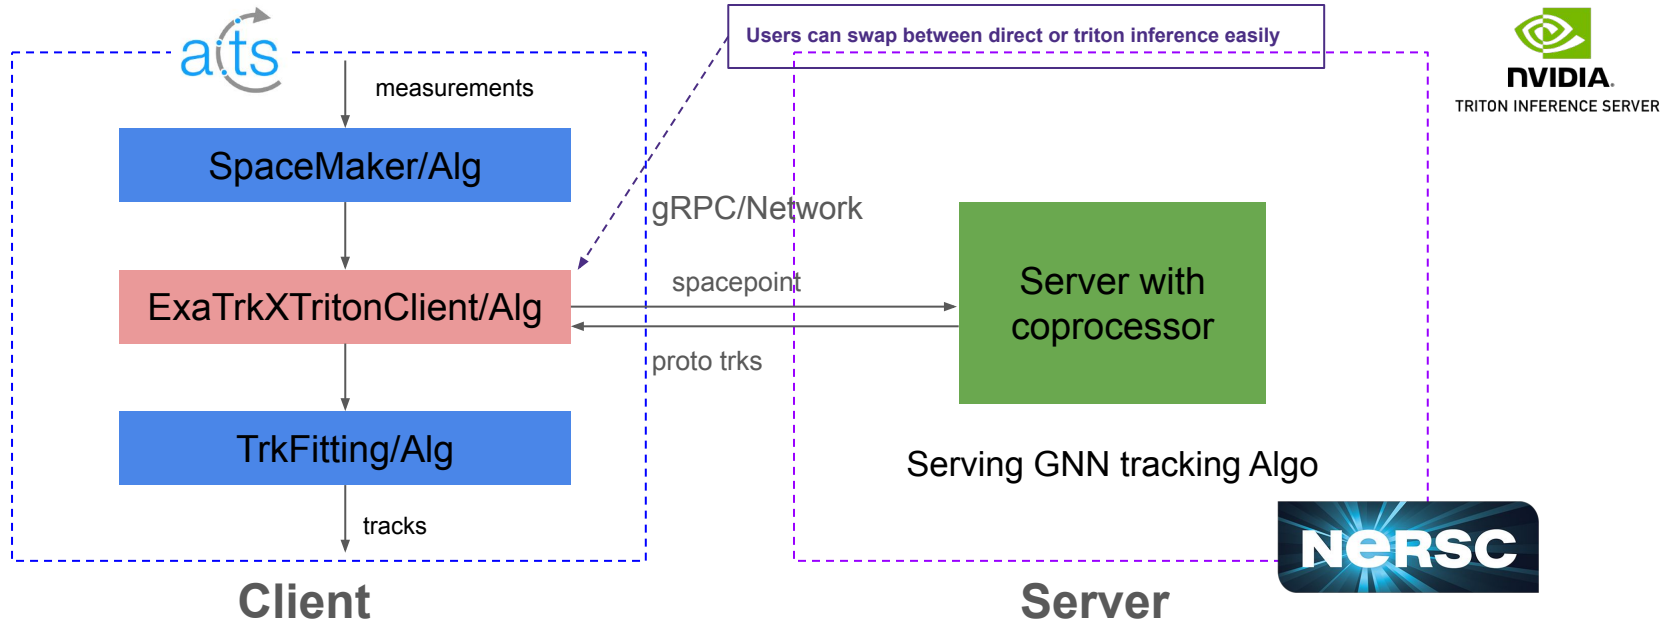 acts
Users can swap between direct or triton inference easily
NVIDIA.
TRITON INFERENCE SERVER
measurements
SpaceMaker/Alg
gRPC/Network
spacepoint
ExaTrkXTritonClient/Alg
Server with
coprocessor
proto trks
TrkFitting/Alg
Serving GNN tracking Algo
tracks
NeRSC
Client
Server